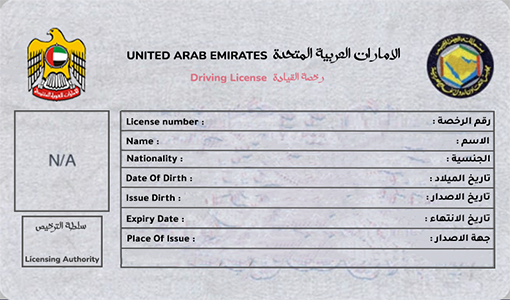 UNITED ARAB EMIRATES الامارات العربية المتحدة
Driving License رخصة القيادة
N/A
License number : رقم الرخصة :
Name : الاسم :
Nationality : الجنسية :
Date Of Dirth : تاريخ الميلاد :
Issue Dirth : تاريخ الاصدار :
Expiry Date : تاريخ الانتهاء :
Place Of Issue : جهة الاصدار :
سلطة الترخيص
Licensing Authority